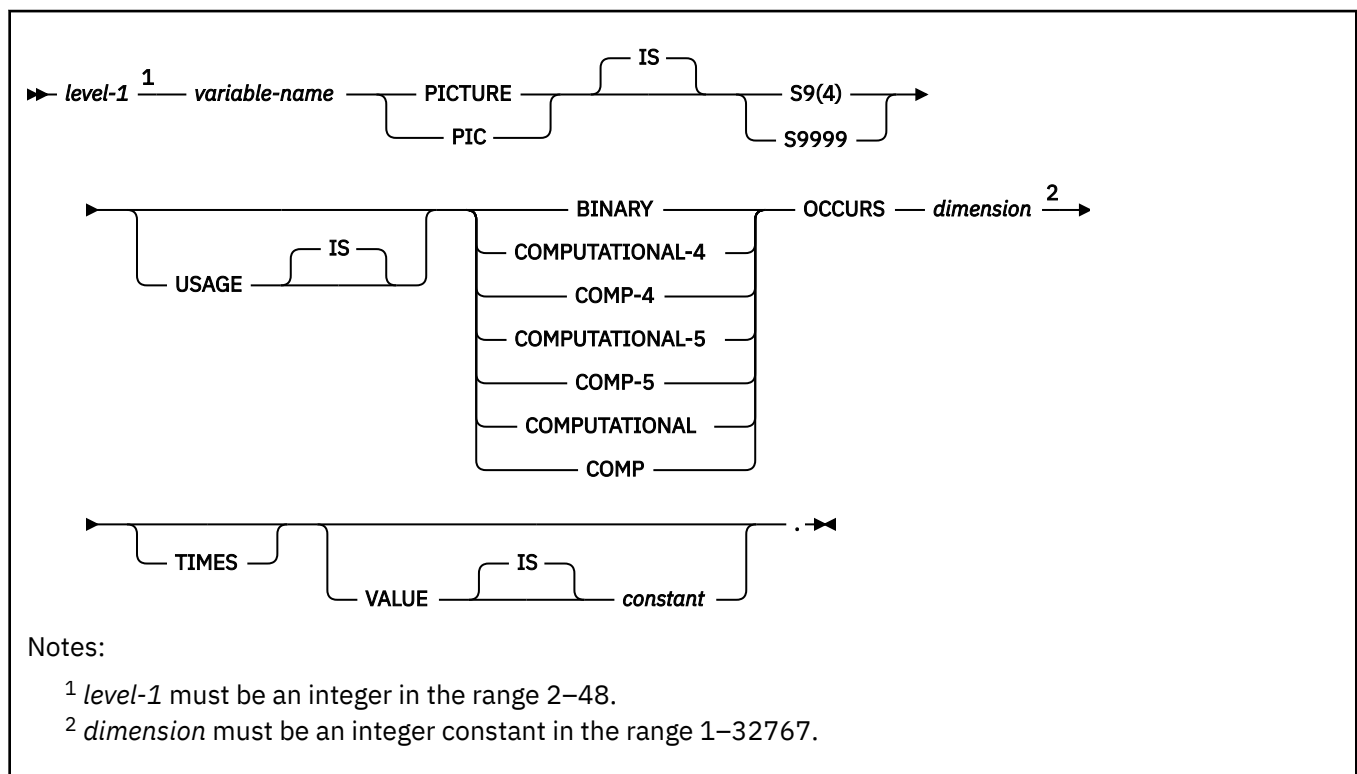 IS
level-1 1 variable-name PICTURE S9(4)
PIC S9999
BINARY OCCURS dimension 2
IS COMPUTATIONAL-4
USAGE COMP-4
COMPUTATIONAL-5
COMP-5
COMPUTATIONAL
COMP
.
TIMES IS
VALUE constant
Notes:
1 level-1 must be an integer in the range 2–48.
2 dimension must be an integer constant in the range 1–32767.